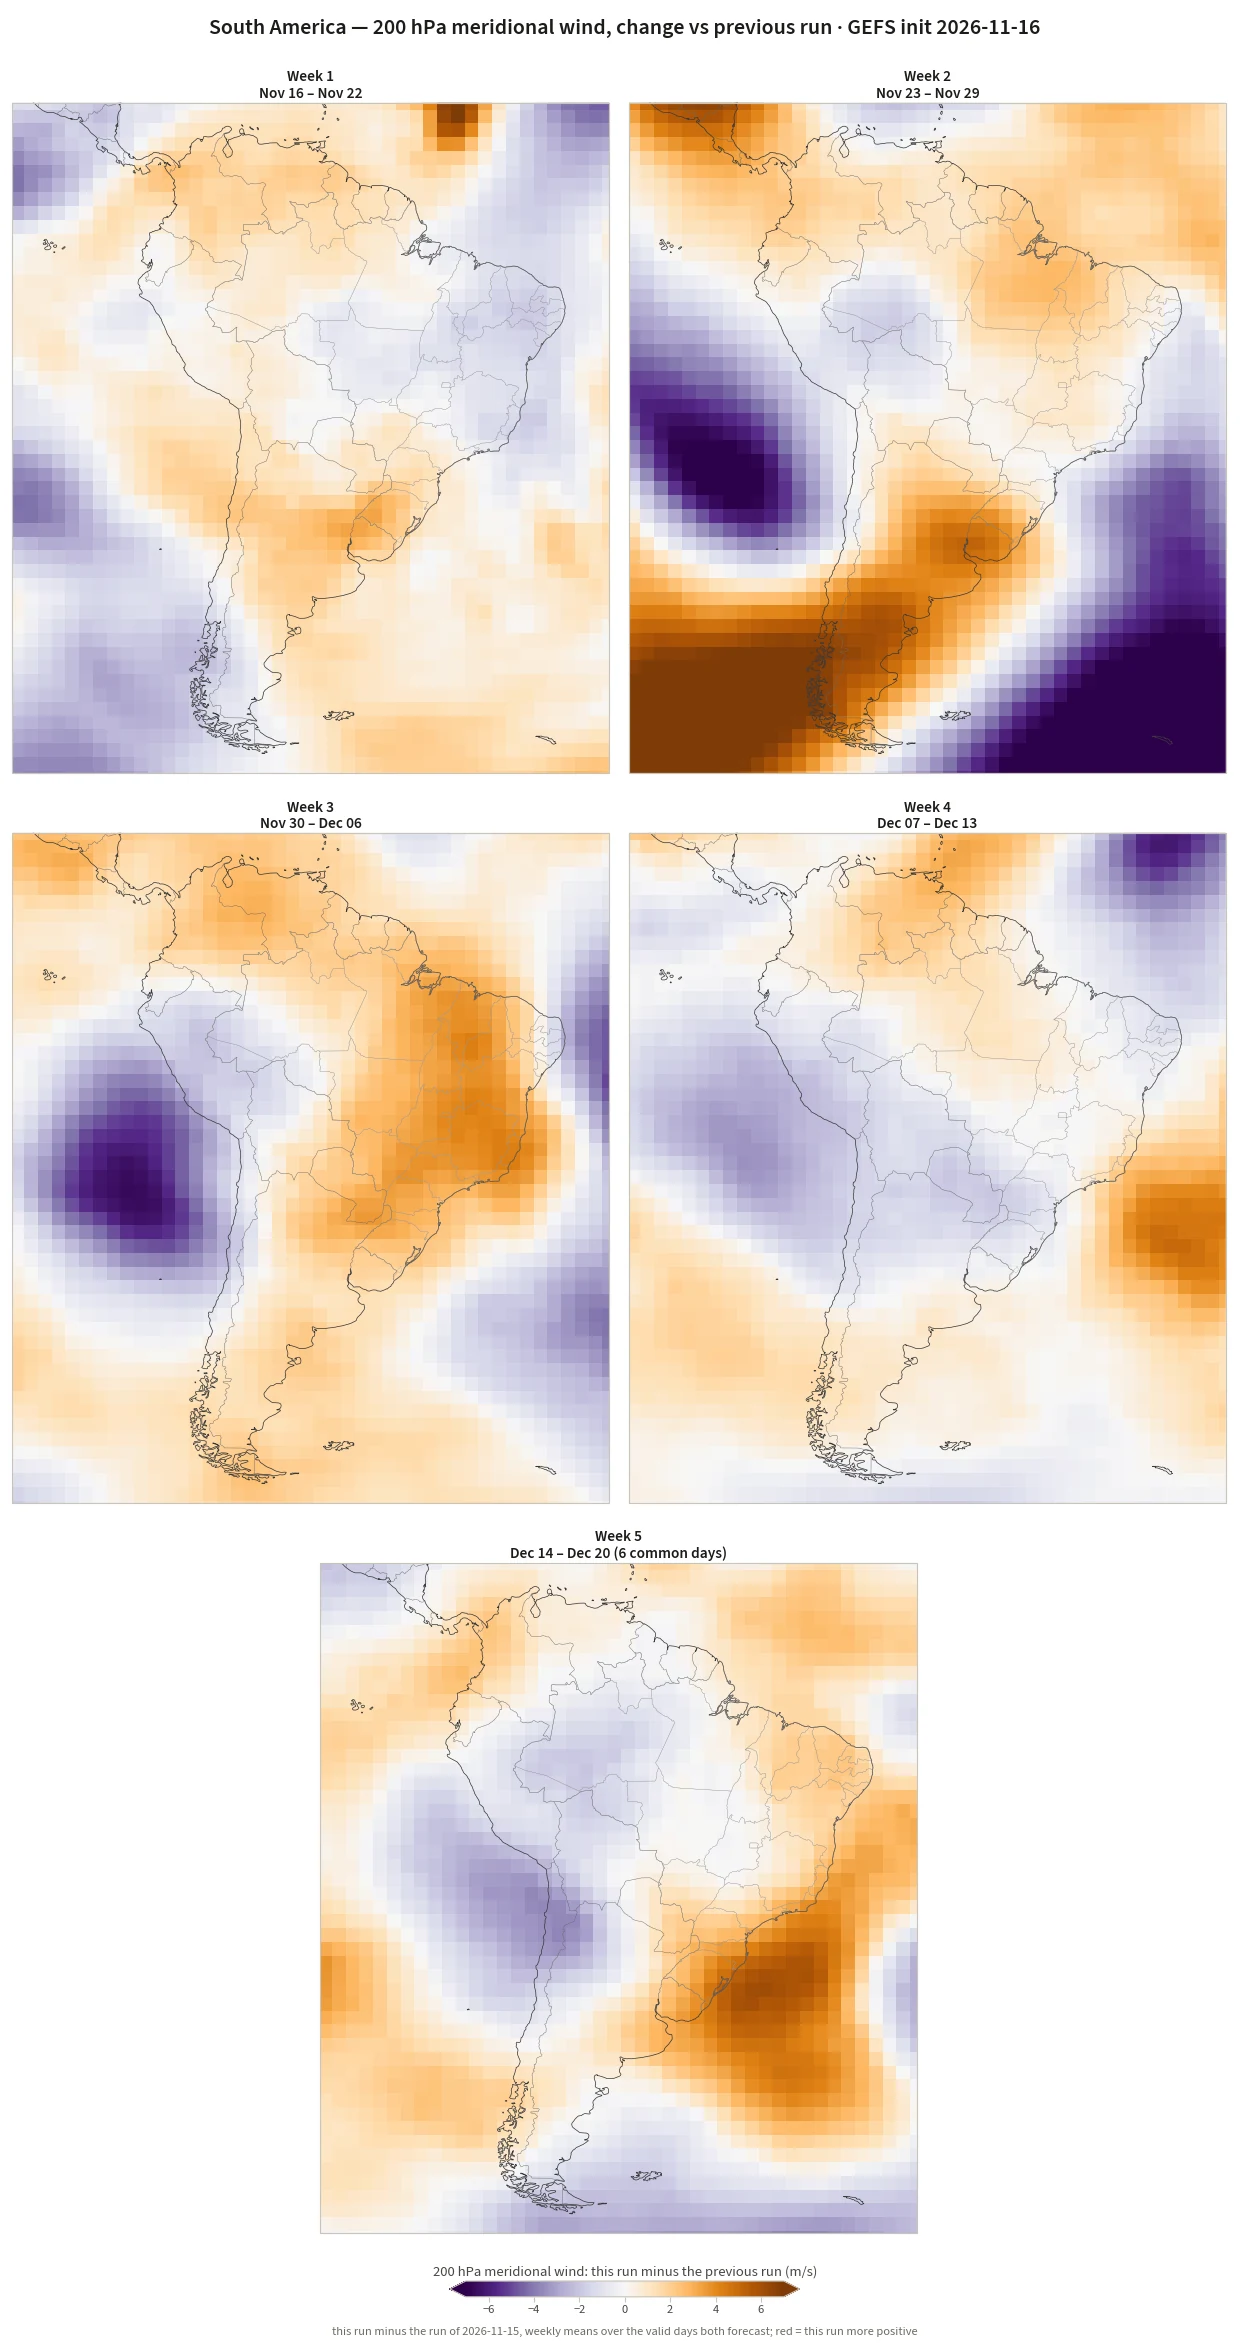 South America — 200 hPa meridional wind, change vs previous run · GEFS init 2026-11-16
Week 1
Nov 16 – Nov 22
Week 2
Nov 23 – Nov 29
Week 3
Nov 30 – Dec 06
Week 4
Dec 07 – Dec 13
Week 5
Dec 14 – Dec 20 (6 common days)
200 hPa meridional wind: this run minus the previous run (m/s)
−6 −4 −2 0 2 4 6
this run minus the run of 2026-11-15, weekly means over the valid days both forecast; red = this run more positive